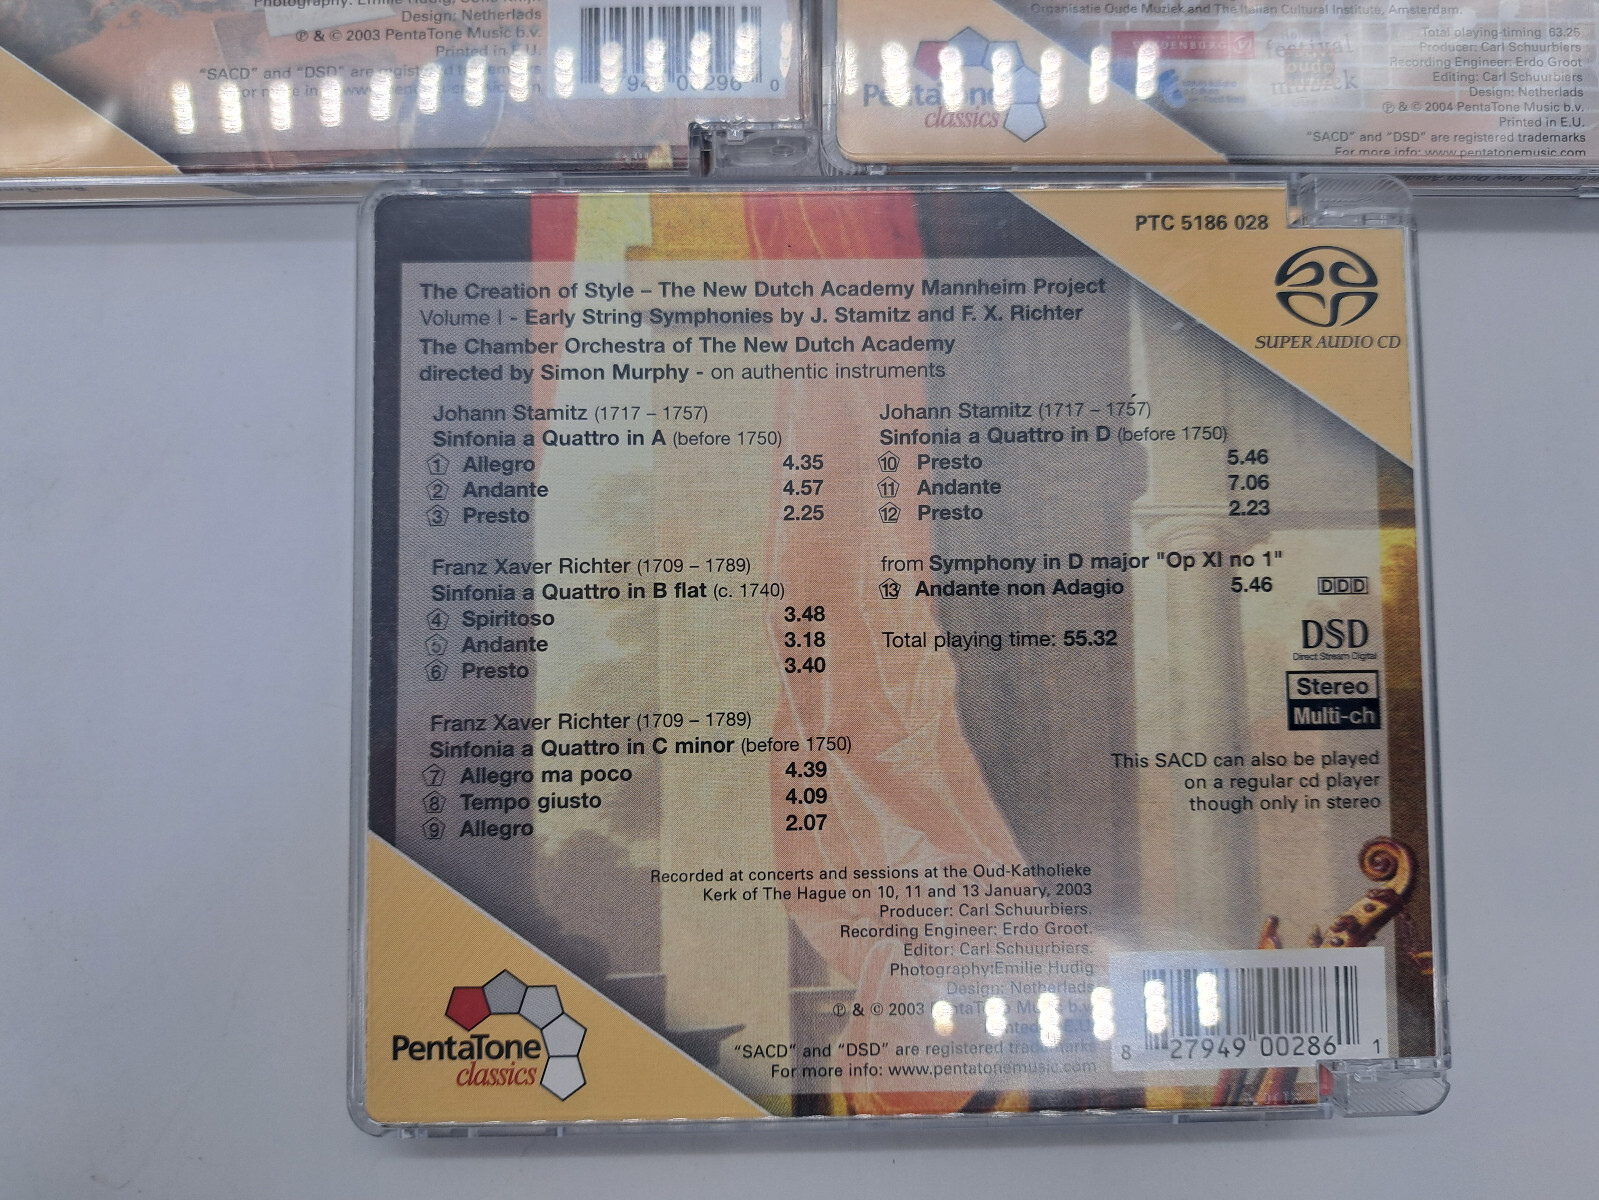 Design: Netherlads
℗ & © 2003 PentaTone Music b.v.
Printed in E.U.
"SACD" and "DSD" are
0
Organisatie Oude Muziek and The Italian Cultural Institute, Amsterdam.
Total playing-timing 63.25
Producer: Carl Schuurbiers
Recording Engineer: Erdo Groot
Editing: Carl Schuurbiers
Design: Netherlads
℗ & © 2004 PentaTone Music b.v.
Printed in E.U.
"SACD" and "DSD" are registered trademarks
For more info: www.pentatonemusic.com
PentaTone
classics
festival
oude
muziek
PTC 5186 028
SUPER AUDIO CD
The Creation of Style – The New Dutch Academy Mannheim Project
Volume I - Early String Symphonies by J. Stamitz and F. X. Richter
The Chamber Orchestra of The New Dutch Academy
directed by Simon Murphy - on authentic instruments
Johann Stamitz (1717 – 1757)
Sinfonia a Quattro in A (before 1750)
1 Allegro 4.35
2 Andante 4.57
3 Presto 2.25
Franz Xaver Richter (1709 – 1789)
Sinfonia a Quattro in B flat (c. 1740)
4 Spiritoso 3.48
5 Andante 3.18
6 Presto 3.40
Franz Xaver Richter (1709 – 1789)
Sinfonia a Quattro in C minor (before 1750)
7 Allegro ma poco 4.39
8 Tempo giusto 4.09
9 Allegro 2.07
Johann Stamitz (1717 – 1757)
Sinfonia a Quattro in D (before 1750)
10 Presto 5.46
11 Andante 7.06
12 Presto 2.23
from Symphony in D major "Op XI no 1"
13 Andante non Adagio 5.46
Total playing time: 55.32
DDD
DSD
Direct Stream Digital
Stereo
Multi-ch
This SACD can also be played
on a regular cd player
though only in stereo
Recorded at concerts and sessions at the Oud-Katholieke
Kerk of The Hague on 10, 11 and 13 January, 2003
Producer: Carl Schuurbiers.
Recording Engineer: Erdo Groot.
Editor: Carl Schuurbiers.
Photography:Emilie Hudig
Design: Netherlads
℗ & © 2003
"SACD" and "DSD" are registered trademarks
For more info: www.pentatonemusic.com
8 27949 00286 1
PentaTone
classics